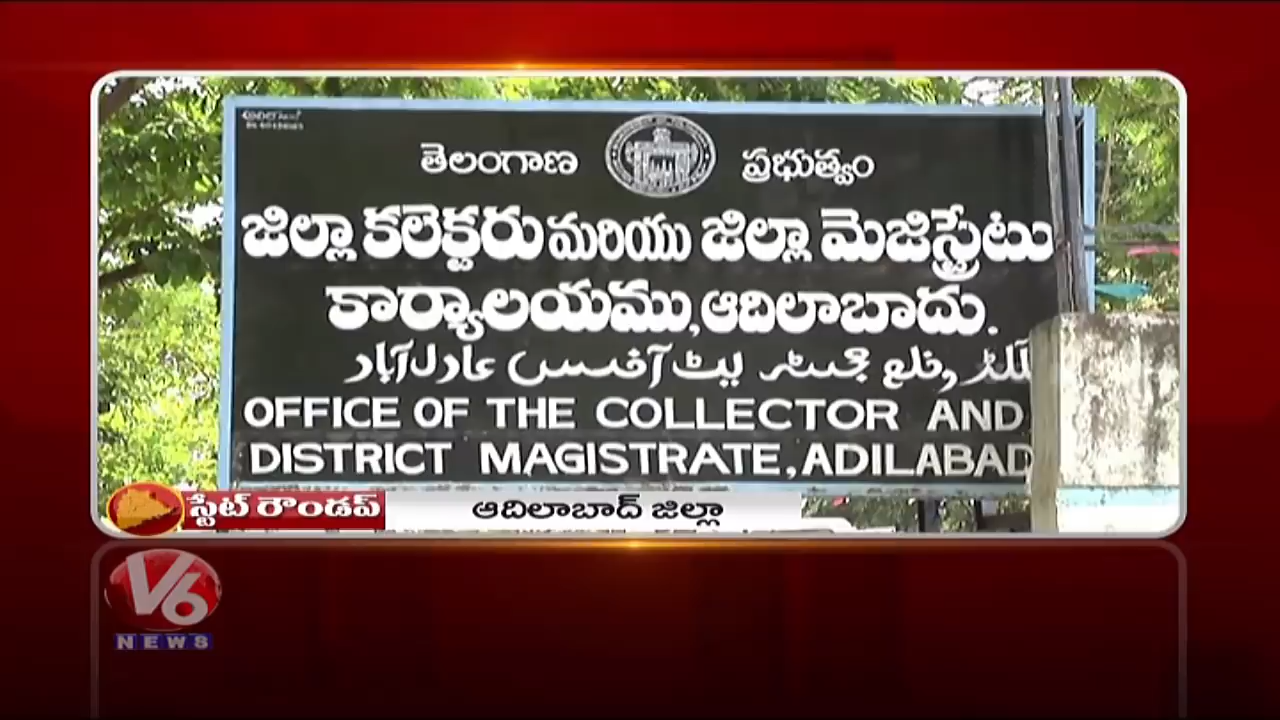 తెలంగాణ ప్రభుత్వం
జిల్లా కలెక్టరు మరియు జిల్లా మెజిస్ట్రేటు
కార్యాలయము, ఆదిలాబాదు.
OFFICE OF THE COLLECTOR AND
DISTRICT MAGISTRATE, ADILABAD
స్టేట్ రౌండప్ ఆదిలాబాద్ జిల్లా
V6
NEWS